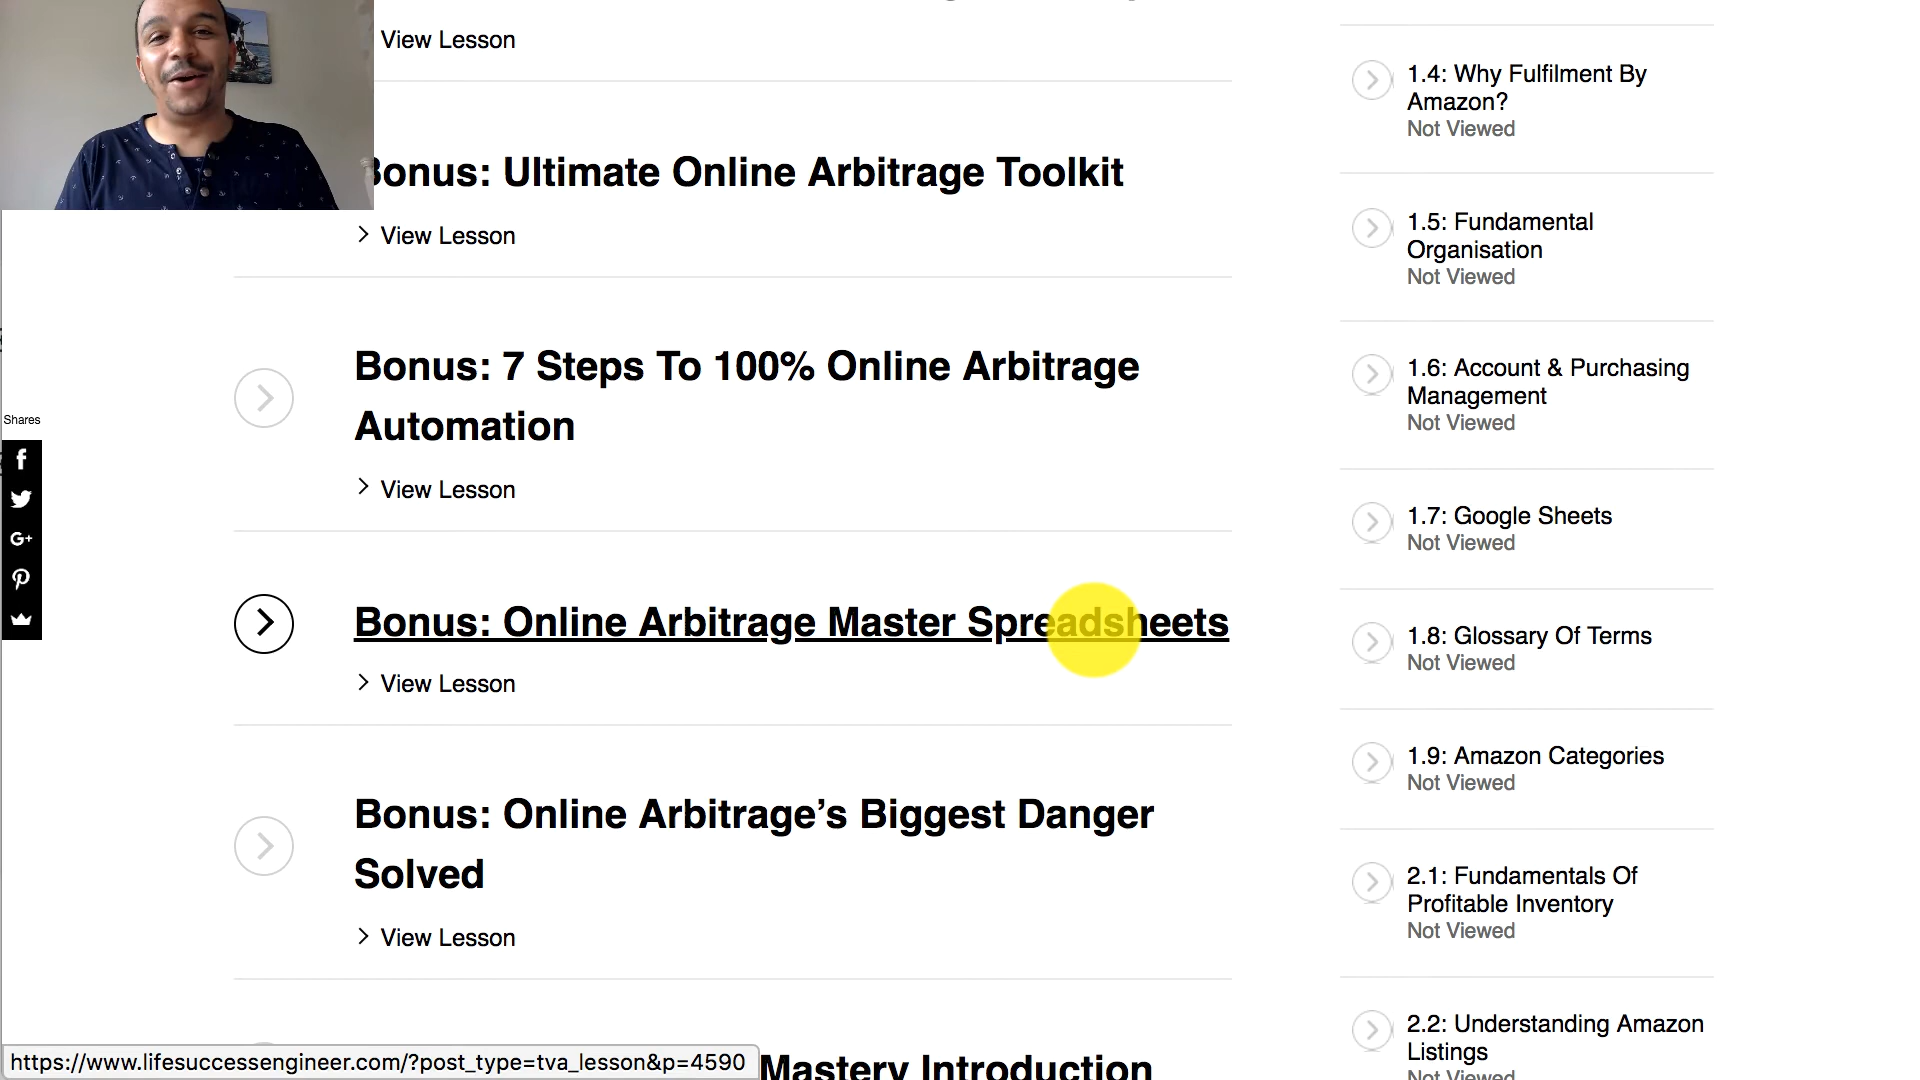 View Lesson
Bonus: Ultimate Online Arbitrage Toolkit
View Lesson
Bonus: 7 Steps To 100% Online Arbitrage
Automation
View Lesson
Bonus: Online Arbitrage Master Spreadsheets
View Lesson
Bonus: Online Arbitrage’s Biggest Danger
Solved
View Lesson
Mastery Introduction
Shares
G+
https://www.lifesuccessengineer.com/?post_type=tva_lesson&p=4590
1.4: Why Fulfilment By
Amazon?
Not Viewed
1.5: Fundamental
Organisation
Not Viewed
1.6: Account & Purchasing
Management
Not Viewed
1.7: Google Sheets
Not Viewed
1.8: Glossary Of Terms
Not Viewed
1.9: Amazon Categories
Not Viewed
2.1: Fundamentals Of
Profitable Inventory
Not Viewed
2.2: Understanding Amazon
Listings
Not Viewed